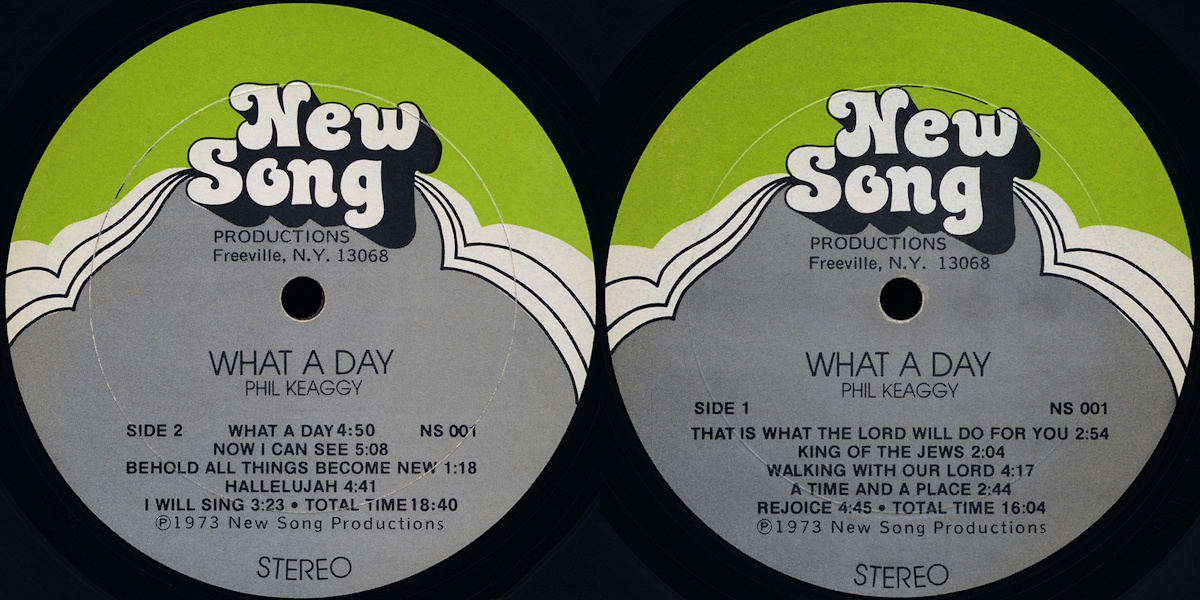 New
Song
PRODUCTIONS
Freeville, N.Y. 13068
WHAT A DAY
PHIL KEAGGY
SIDE 2 WHAT A DAY 4:50 NS 001
NOW I CAN SEE 5:08
BEHOLD ALL THINGS BECOME NEW 1:18
HALLELUJAH 4:41
I WILL SING 3:23 • TOTAL TIME 18:40
℗1973 New Song Productions
STEREO
New
Song
PRODUCTIONS
Freeville, N.Y. 13068
WHAT A DAY
PHIL KEAGGY
SIDE 1 NS 001
THAT IS WHAT THE LORD WILL DO FOR YOU 2:54
KING OF THE JEWS 2:04
WALKING WITH OUR LORD 4:17
A TIME AND A PLACE 2:44
REJOICE 4:45 • TOTAL TIME 16:04
℗1973 New Song Productions
STEREO